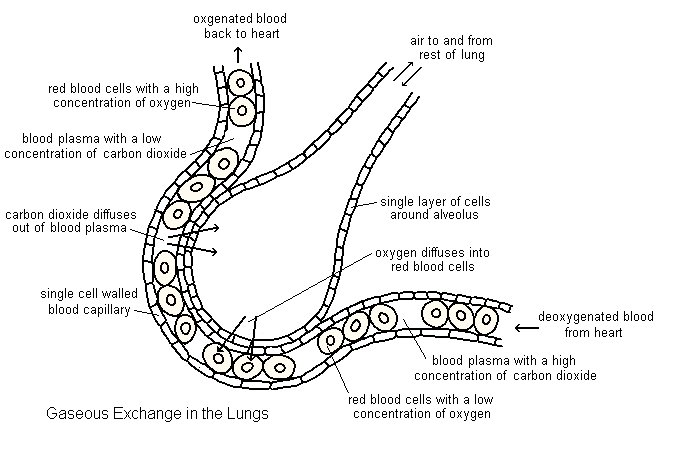 oxgenated blood
back to heart
air to and from
rest of lung
red blood cells with a high
concentration of oxygen
blood plasma with a low
concentration of carbon dioxide
single layer of cells
around alveolus
carbon dioxide diffuses
out of blood plasma
oxygen diffuses into
red blood cells
single cell walled
blood capillary
deoxygenated blood
from heart
blood plasma with a high
concentration of carbon dioxide
red blood cells with a low
concentration of oxygen
Gaseous Exchange in the Lungs